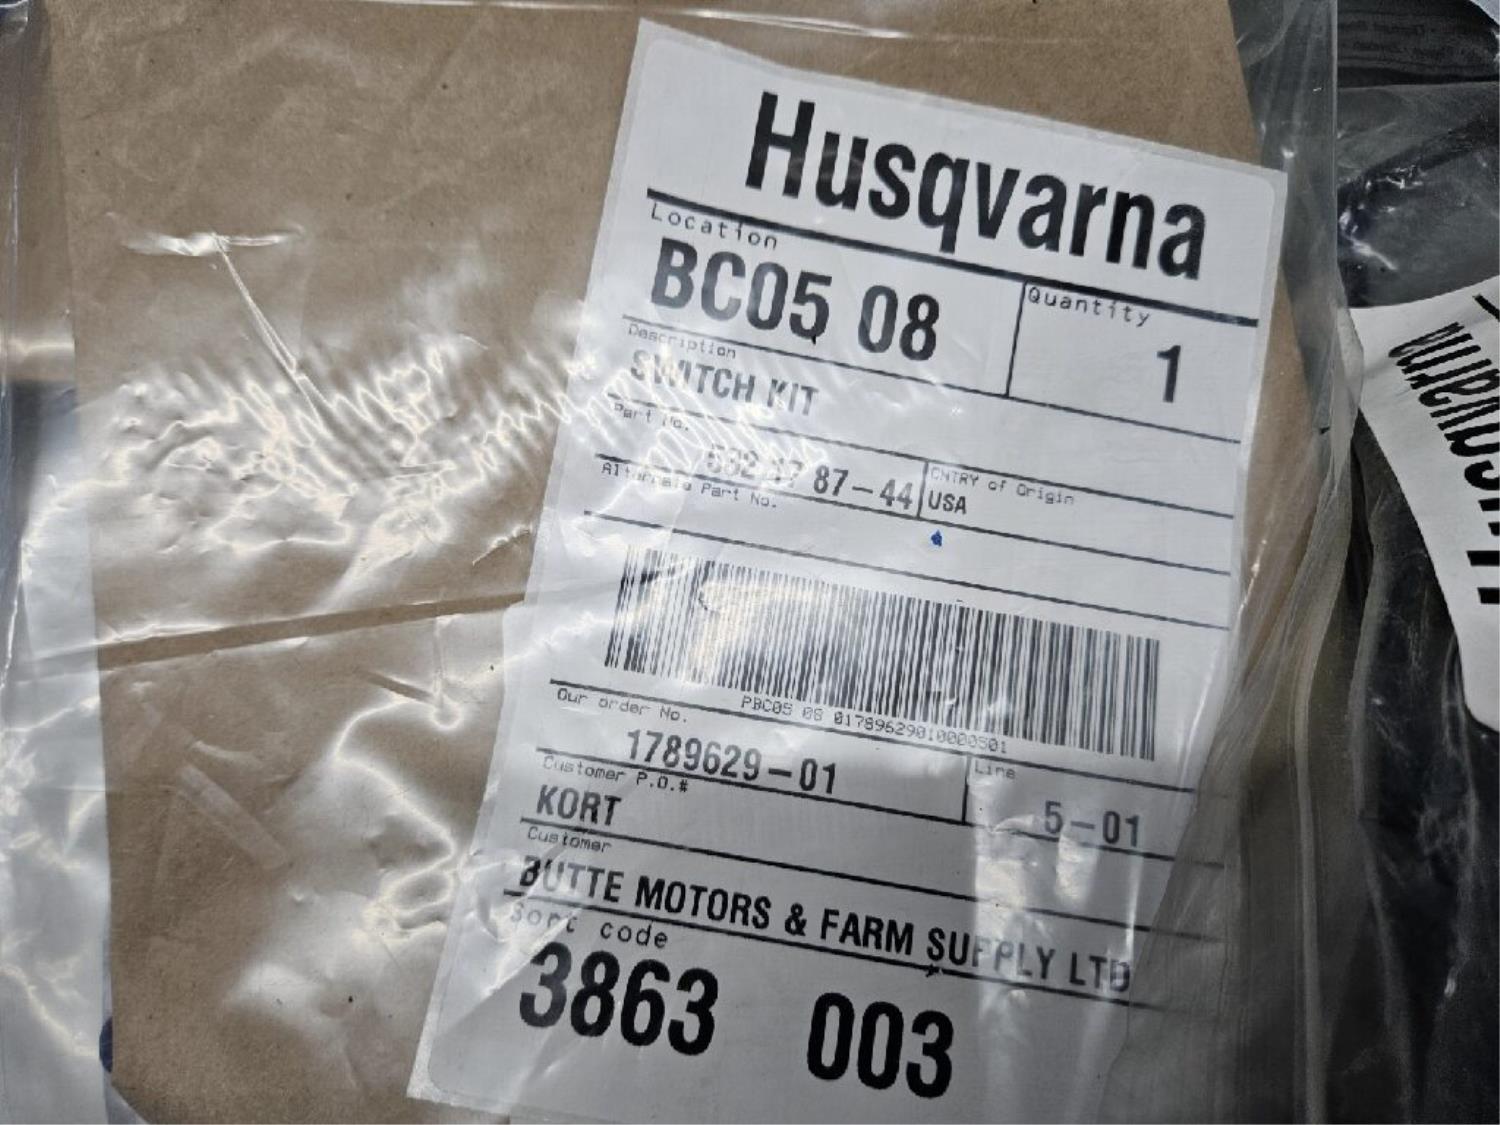 Husqvarna
Location
BC05 08
Quantity
1
Description
SWITCH KIT
Part No.
87-44
CNTRY of Origin
USA
Alternate Part No.
PBC05 08 01789629010000501
Our order No.
1789629-01
Line
5-01
Customer P.O.#
KORT
Customer
BUTTE MOTORS & FARM SUPPLY LTD
Sort code
3863 003